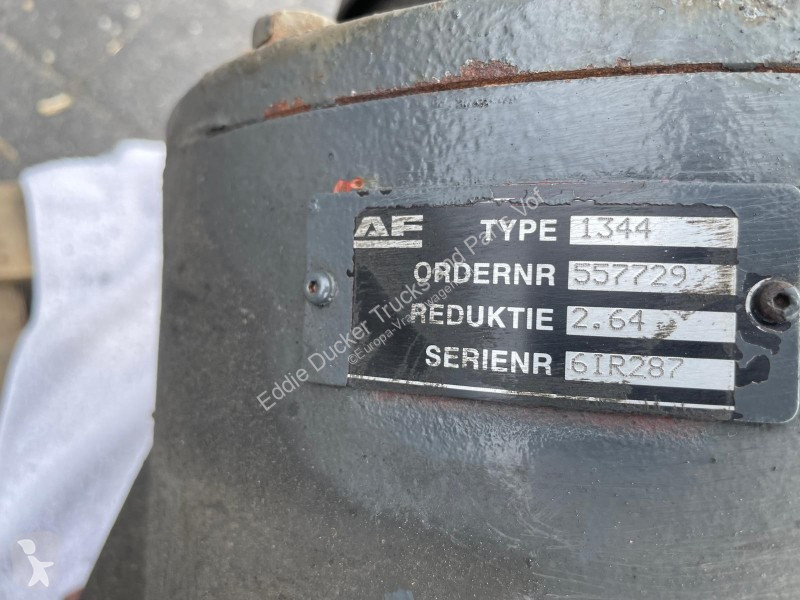 AF TYPE 1344
ORDERNR 557729
REDUKTIE 2.64
SERIENR 6IR287
Eddie Ducker Trucks and Parts Vof